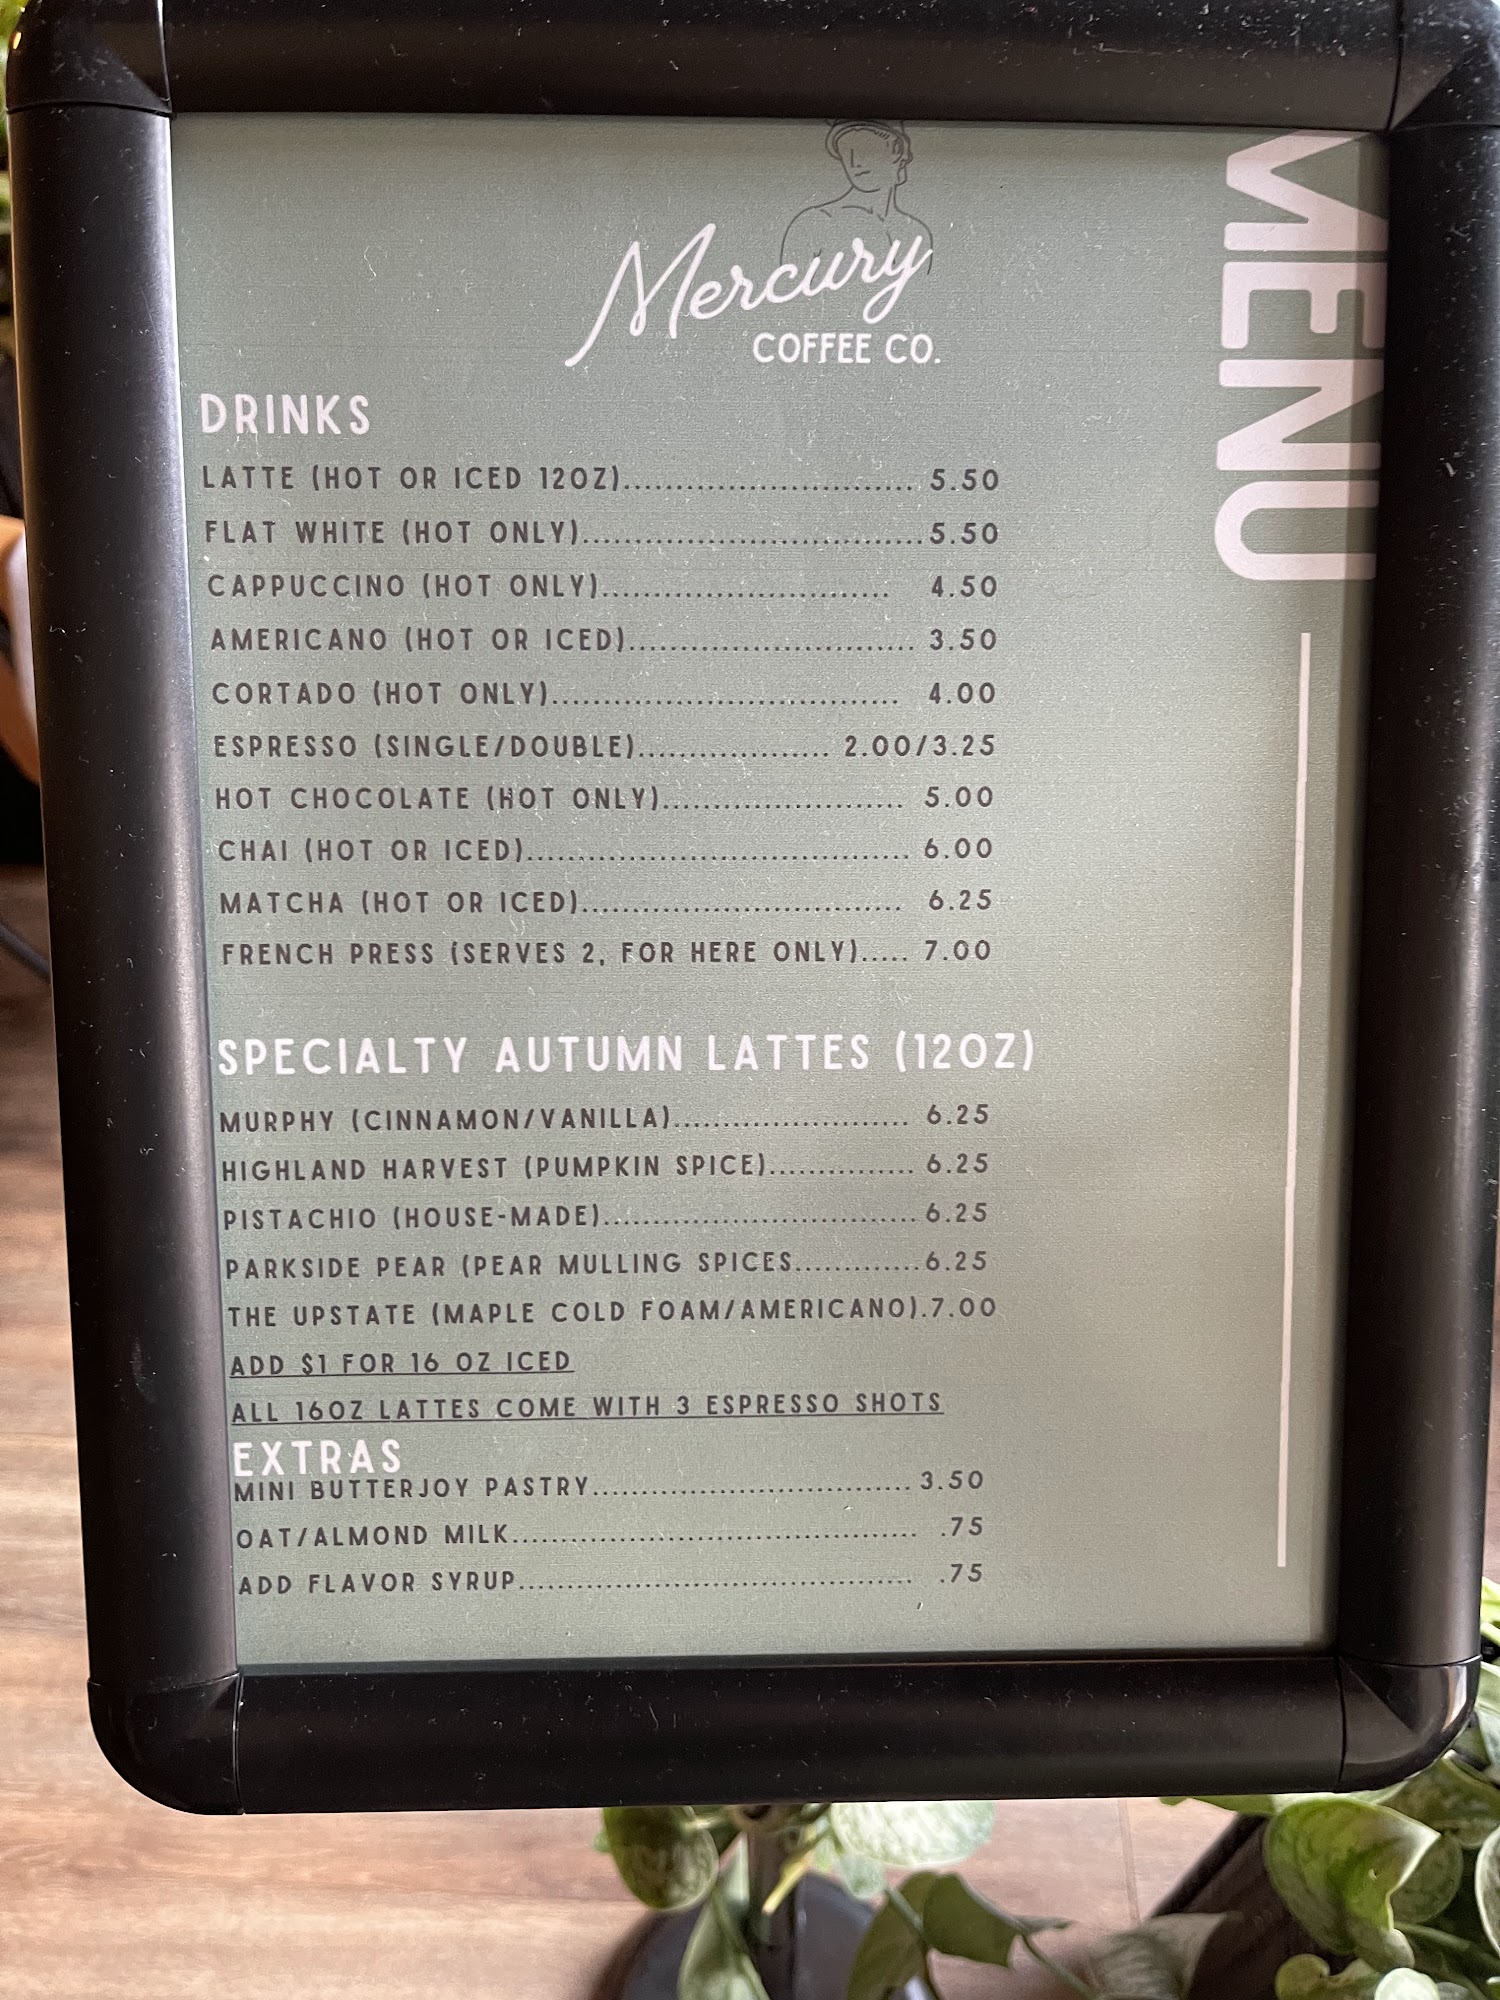 Mercury
COFFEE CO.
MENU
DRINKS
LATTE (HOT OR ICED 12OZ).............................. 5.50
FLAT WHITE (HOT ONLY)...................................5.50
CAPPUCCINO (HOT ONLY).............................. 4.50
AMERICANO (HOT OR ICED).............................. 3.50
CORTADO (HOT ONLY).................................... 4.00
ESPRESSO (SINGLE/DOUBLE).................... 2.00/3.25
HOT CHOCOLATE (HOT ONLY)......................... 5.00
CHAI (HOT OR ICED)........................................ 6.00
MATCHA (HOT OR ICED)................................. 6.25
FRENCH PRESS (SERVES 2, FOR HERE ONLY)..... 7.00
SPECIALTY AUTUMN LATTES (12OZ)
MURPHY (CINNAMON/VANILLA)........................ 6.25
HIGHLAND HARVEST (PUMPKIN SPICE)............... 6.25
PISTACHIO (HOUSE-MADE).................................6.25
PARKSIDE PEAR (PEAR MULLING SPICES.............6.25
THE UPSTATE (MAPLE COLD FOAM/AMERICANO).7.00
ADD $1 FOR 16 OZ ICED
ALL 16OZ LATTES COME WITH 3 ESPRESSO SHOTS
EXTRAS
MINI BUTTERJOY PASTRY................................. 3.50
OAT/ALMOND MILK.......................................... .75
ADD FLAVOR SYRUP......................................... .75